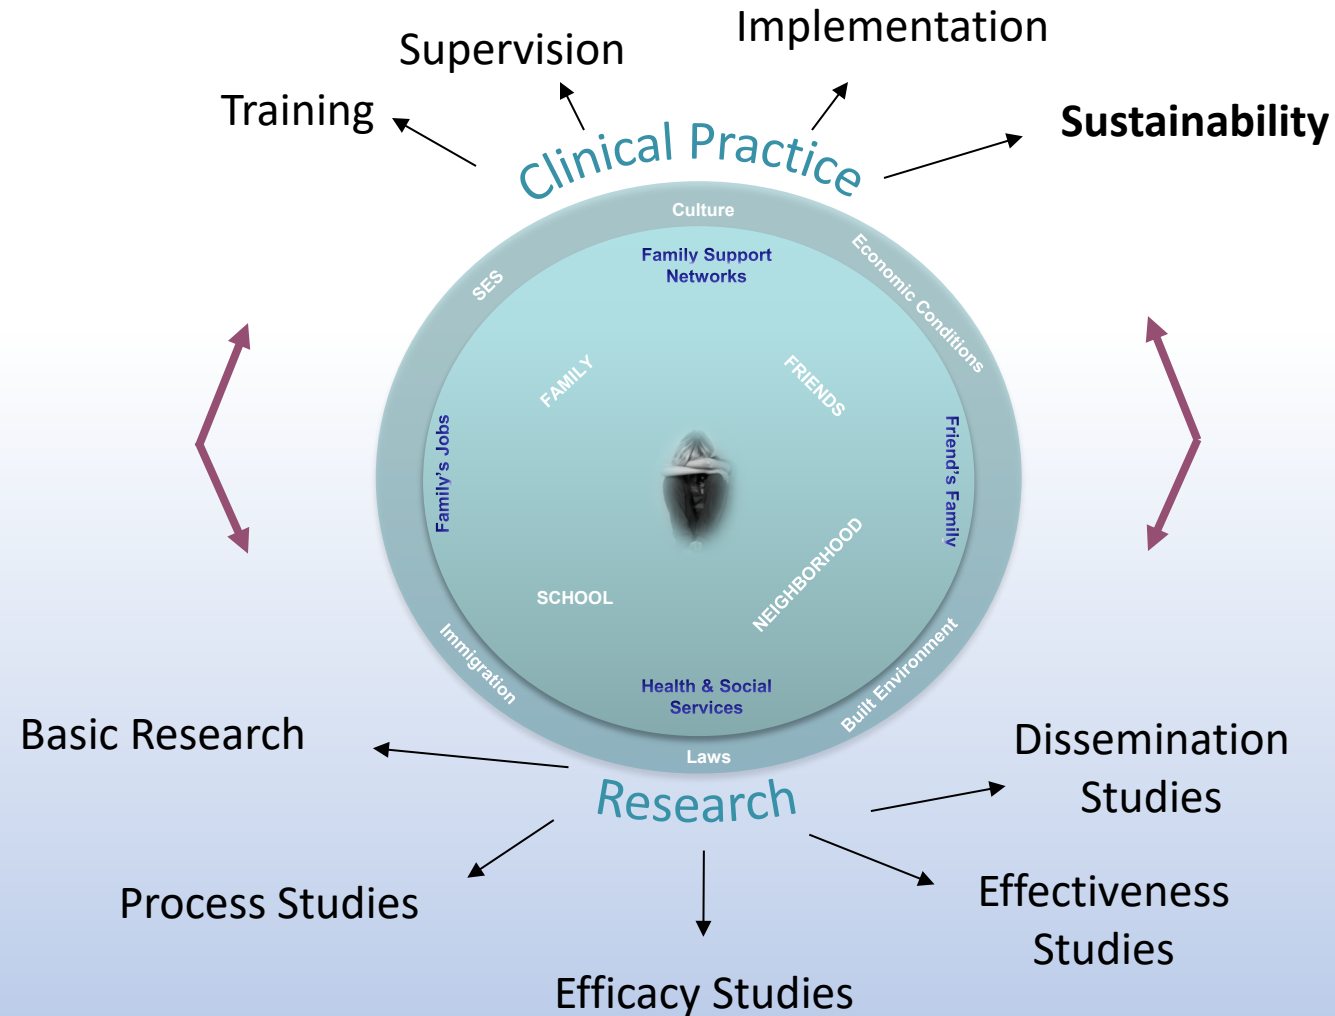 Implementation
Supervision
Training
Sustainability
Clinical Practice
Culture
SES
Economic Conditions
Family Support
Networks
FAMILY
FRIENDS
Family's Jobs
Friend's Family
SCHOOL
NEIGHBORHOOD
Immigration
Built Environment
Health & Social
Services
Laws
Research
Basic Research
Dissemination
Studies
Process Studies
Effectiveness
Studies
Efficacy Studies